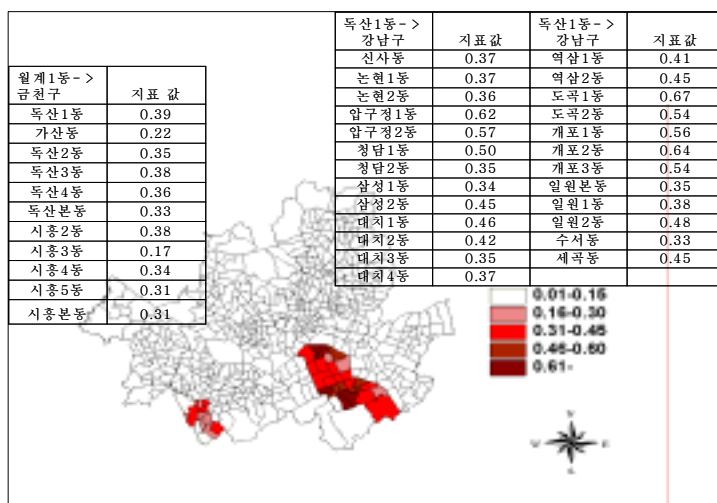 월계1동-> 금천구 지표 값
독산1동 0.39
가산동 0.22
독산2동 0.35
독산3동 0.38
독산4동 0.36
독산본동 0.33
시흥2동 0.38
시흥3동 0.17
시흥4동 0.34
시흥5동 0.31
시흥본동 0.31
독산1동-> 강남구 지표값 독산1동-> 강남구 지표값
신사동 0.37 역삼1동 0.41
논현1동 0.37 역삼2동 0.45
논현2동 0.36 도곡1동 0.67
압구정1동 0.62 도곡2동 0.54
압구정2동 0.57 개포1동 0.56
청담1동 0.50 개포2동 0.64
청담2동 0.35 개포3동 0.54
삼성1동 0.34 일원본동 0.35
삼성2동 0.45 일원1동 0.38
대치1동 0.46 일원2동 0.48
대치2동 0.42 수서동 0.33
대치3동 0.35 세곡동 0.45
대치4동 0.37
0.01-0.15
0.16-0.30
0.31-0.45
0.46-0.60
0.61-
N
W E
S